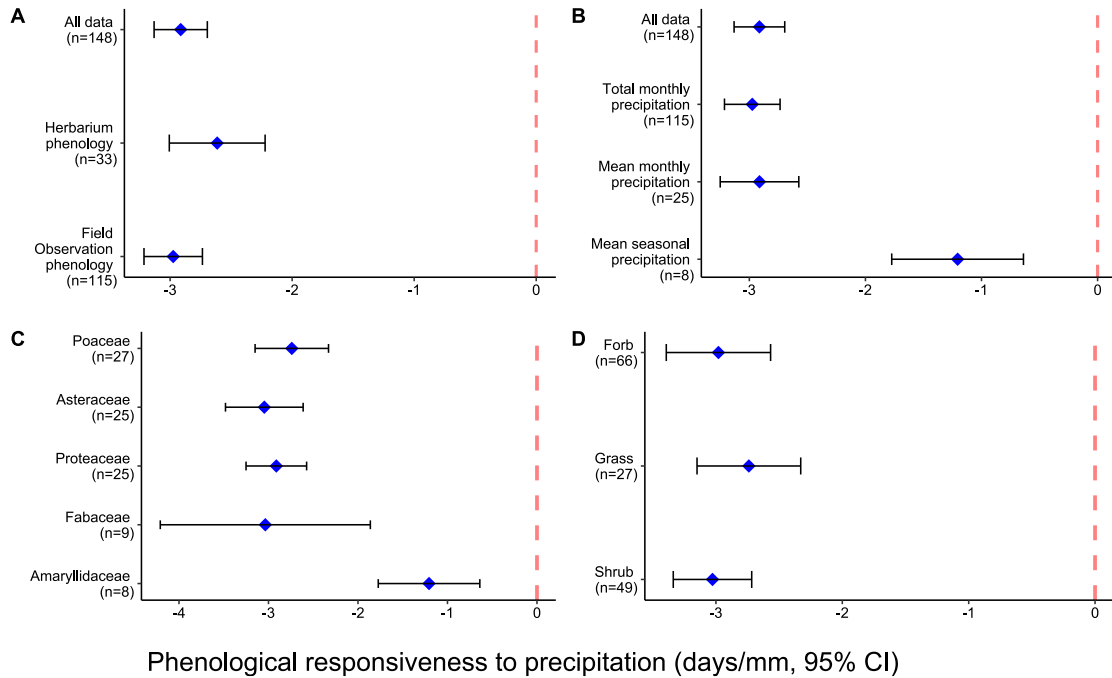 A
All data
(n=148)
Herbarium
phenology
(n=33)
Field
Observation
phenology
(n=115)
-3
-2
-1
0
B
All data
(n=148)
Total monthly
precipitation
(n=115)
Mean monthly
precipitation
(n=25)
Mean seasonal
precipitation
(n=8)
-3
-2
-1
0
C
Poaceae
(n=27)
Asteraceae
(n=25)
Proteaceae
(n=25)
Fabaceae
(n=9)
Amaryllidaceae
(n=8)
-4
-3
-2
-1
0
D
Forb
(n=66)
Grass
(n=27)
Shrub
(n=49)
-3
-2
-1
0
Phenological responsiveness to precipitation (days/mm, 95% CI)